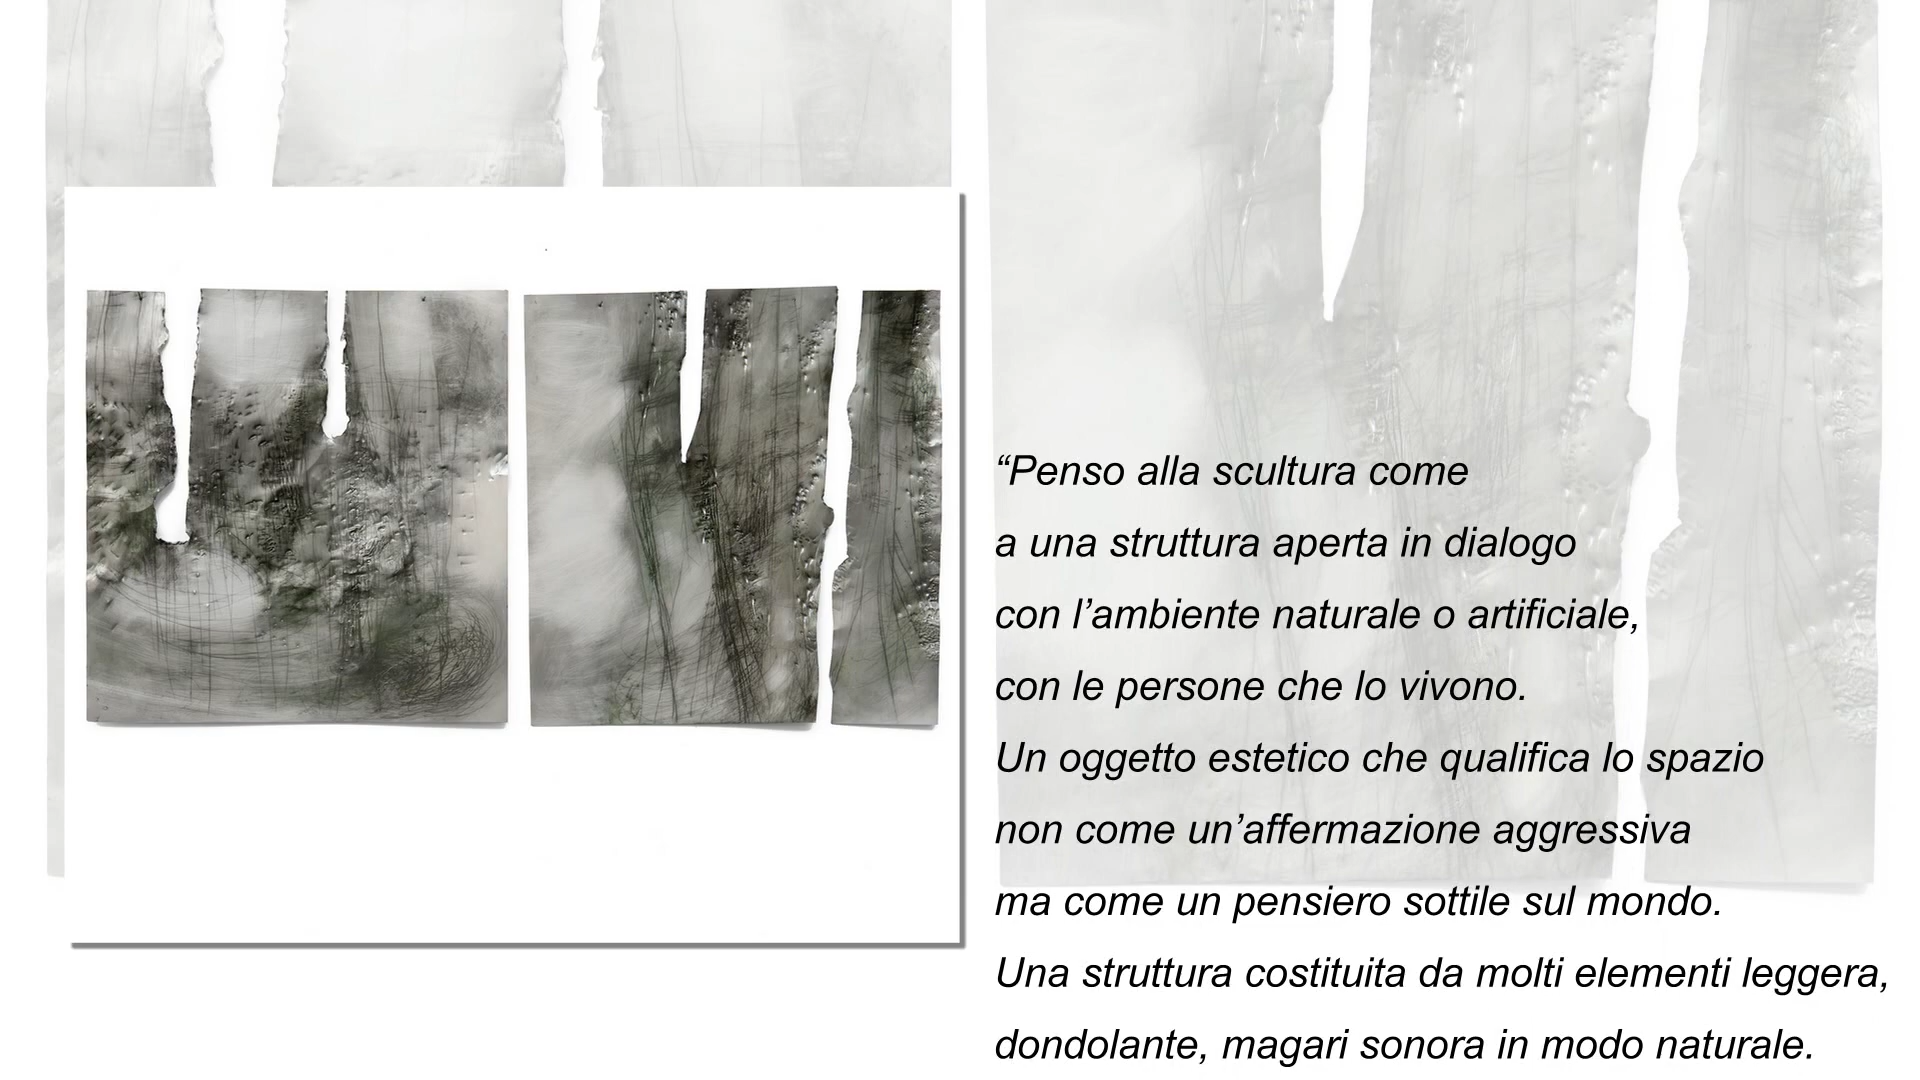 “Penso alla scultura come
a una struttura aperta in dialogo
con l’ambiente naturale o artificiale,
con le persone che lo vivono.
Un oggetto estetico che qualifica lo spazio
non come un’affermazione aggressiva
ma come un pensiero sottile sul mondo.
Una struttura costituita da molti elementi leggera,
dondolante, magari sonora in modo naturale.